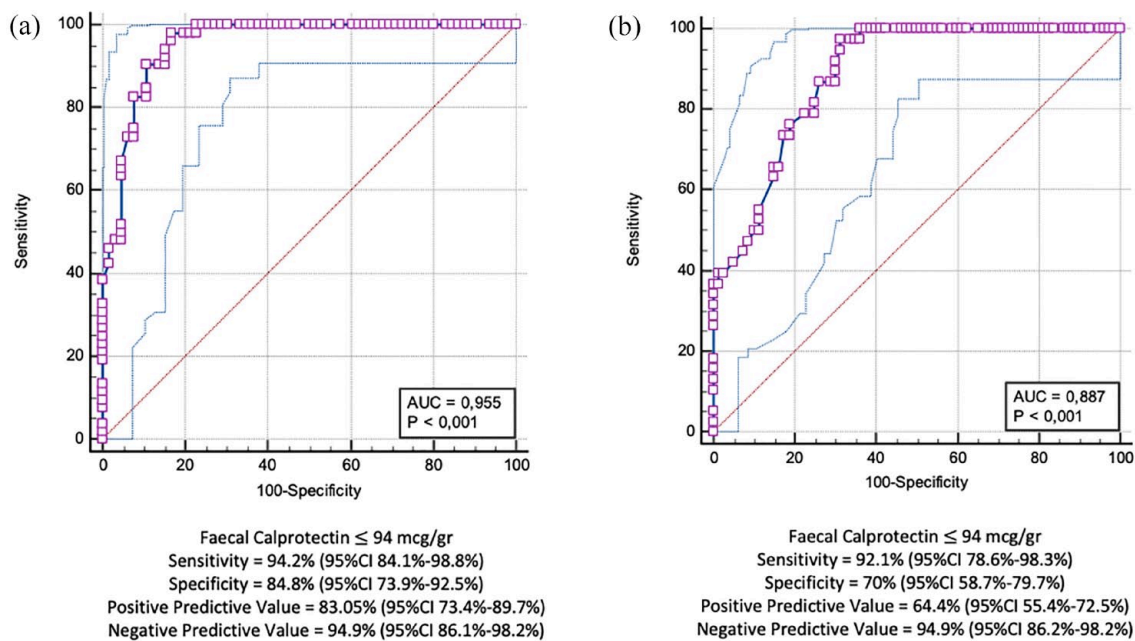 (a)
100
80
60
40
20
0
Sensitivity
AUC = 0,955
P < 0,001
0 20 40 60 80 100
100-Specificity
Faecal Calprotectin ≤ 94 mcg/gr
Sensitivity = 94.2% (95%CI 84.1%-98.8%)
Specificity = 84.8% (95%CI 73.9%-92.5%)
Positive Predictive Value = 83.05% (95%CI 73.4%-89.7%)
Negative Predictive Value = 94.9% (95%CI 86.1%-98.2%)
(b)
100
80
60
40
20
0
Sensitivity
AUC = 0,887
P < 0,001
0 20 40 60 80 100
100-Specificity
Faecal Calprotectin ≤ 94 mcg/gr
Sensitivity = 92.1% (95%CI 78.6%-98.3%)
Specificity = 70% (95%CI 58.7%-79.7%)
Positive Predictive Value = 64.4% (95%CI 55.4%-72.5%)
Negative Predictive Value = 94.9% (95%CI 86.2%-98.2%)